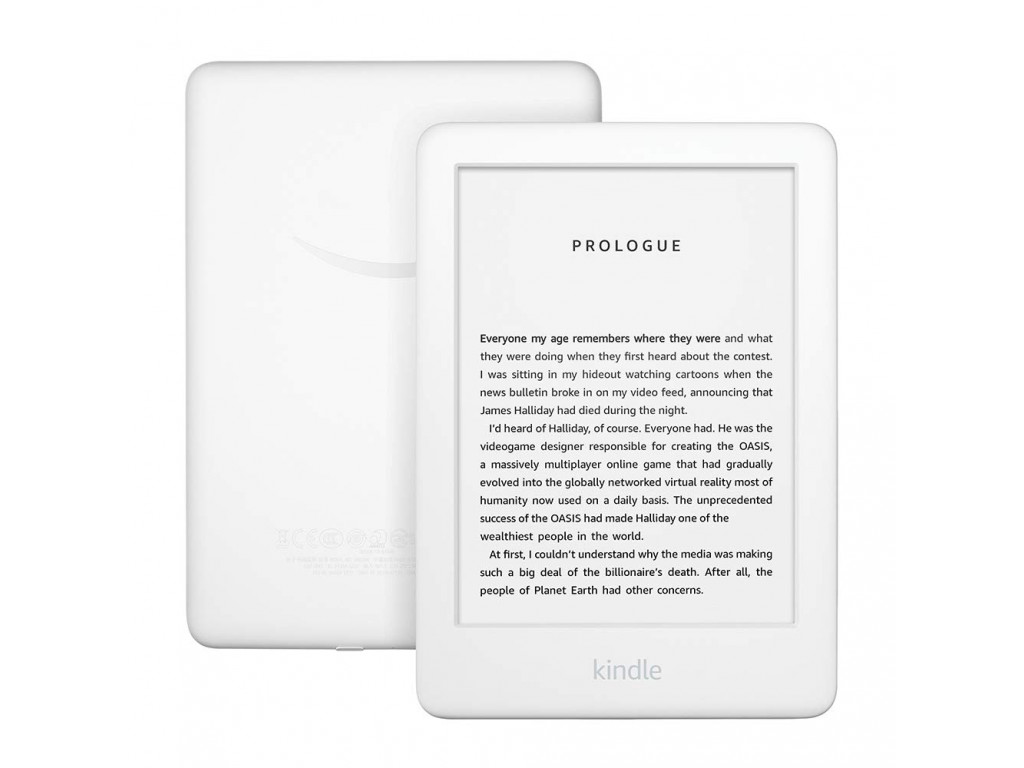 PROLOGUE
Everyone my age remembers where they were and what
they were doing when they first heard about the contest.
I was sitting in my hideout watching cartoons when the
news bulletin broke in on my video feed, announcing that
James Halliday had died during the night.
I'd heard of Halliday, of course. Everyone had. He was the
videogame designer responsible for creating the OASIS,
a massively multiplayer online game that had gradually
evolved into the globally networked virtual reality most of
humanity now used on a daily basis. The unprecedented
success of the OASIS had made Halliday one of the
wealthiest people in the world.
At first, I couldn't understand why the media was making
such a big deal of the billionaire's death. After all, the
people of Planet Earth had other concerns.
kindle